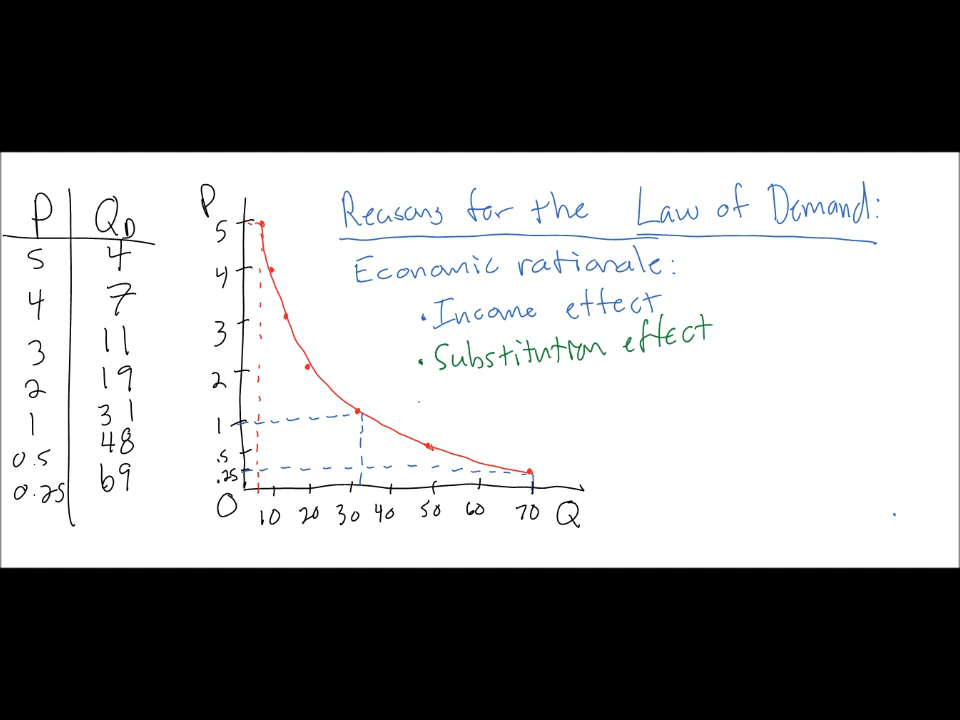 P QD
5 4
4 7
3 11
2 19
1 31
0.5 48
0.25 69
P
5
4
3
2
1
.5
.25
0 10 20 30 40 50 60 70 Q
Reasons for the Law of Demand:
Economic rationale:
• Income effect
• Substitution effect